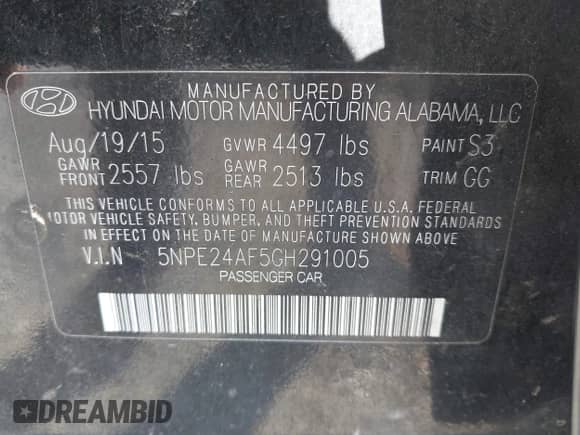 MANUFACTURED BY
HYUNDAI MOTOR MANUFACTURING ALABAMA, LLC
Aug/19/15 GVWR 4497 lbs PAINT S3
GAWR FRONT 2557 lbs GAWR REAR 2513 lbs TRIM GG
THIS VEHICLE CONFORMS TO ALL APPLICABLE U.S.A. FEDERAL
MOTOR VEHICLE SAFETY, BUMPER, AND THEFT PREVENTION STANDARDS
IN EFFECT ON THE DATE OF MANUFACTURE SHOWN ABOVE
V.I.N 5NPE24AF5GH291005
PASSENGER CAR
DREAMBID